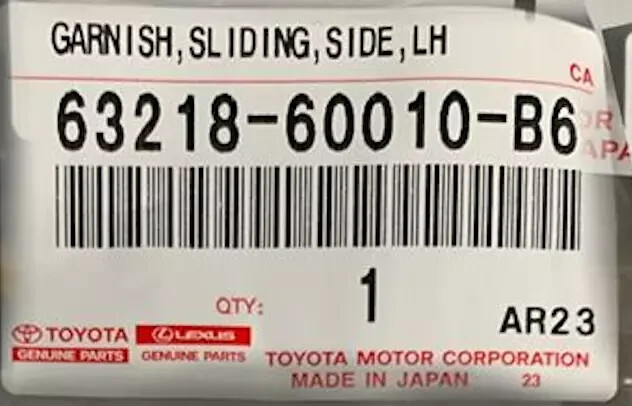 GARNISH,SLIDING,SIDE,LH
CA
63218-60010-B6
OR
APA
QTY: 1
AR23
TOYOTA LEXUS
GENUINE PARTS GENUINE PARTS
TOYOTA MOTOR CORPORATION
MADE IN JAPAN 23